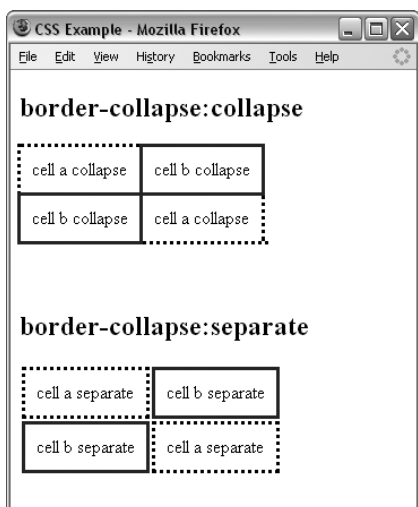 CSS Example - Mozilla Firefox
File Edit View History Bookmarks Tools Help
border-collapse:collapse
cell a collapse cell b collapse
cell b collapse cell a collapse
border-collapse:separate
cell a separate cell b separate
cell b separate cell a separate